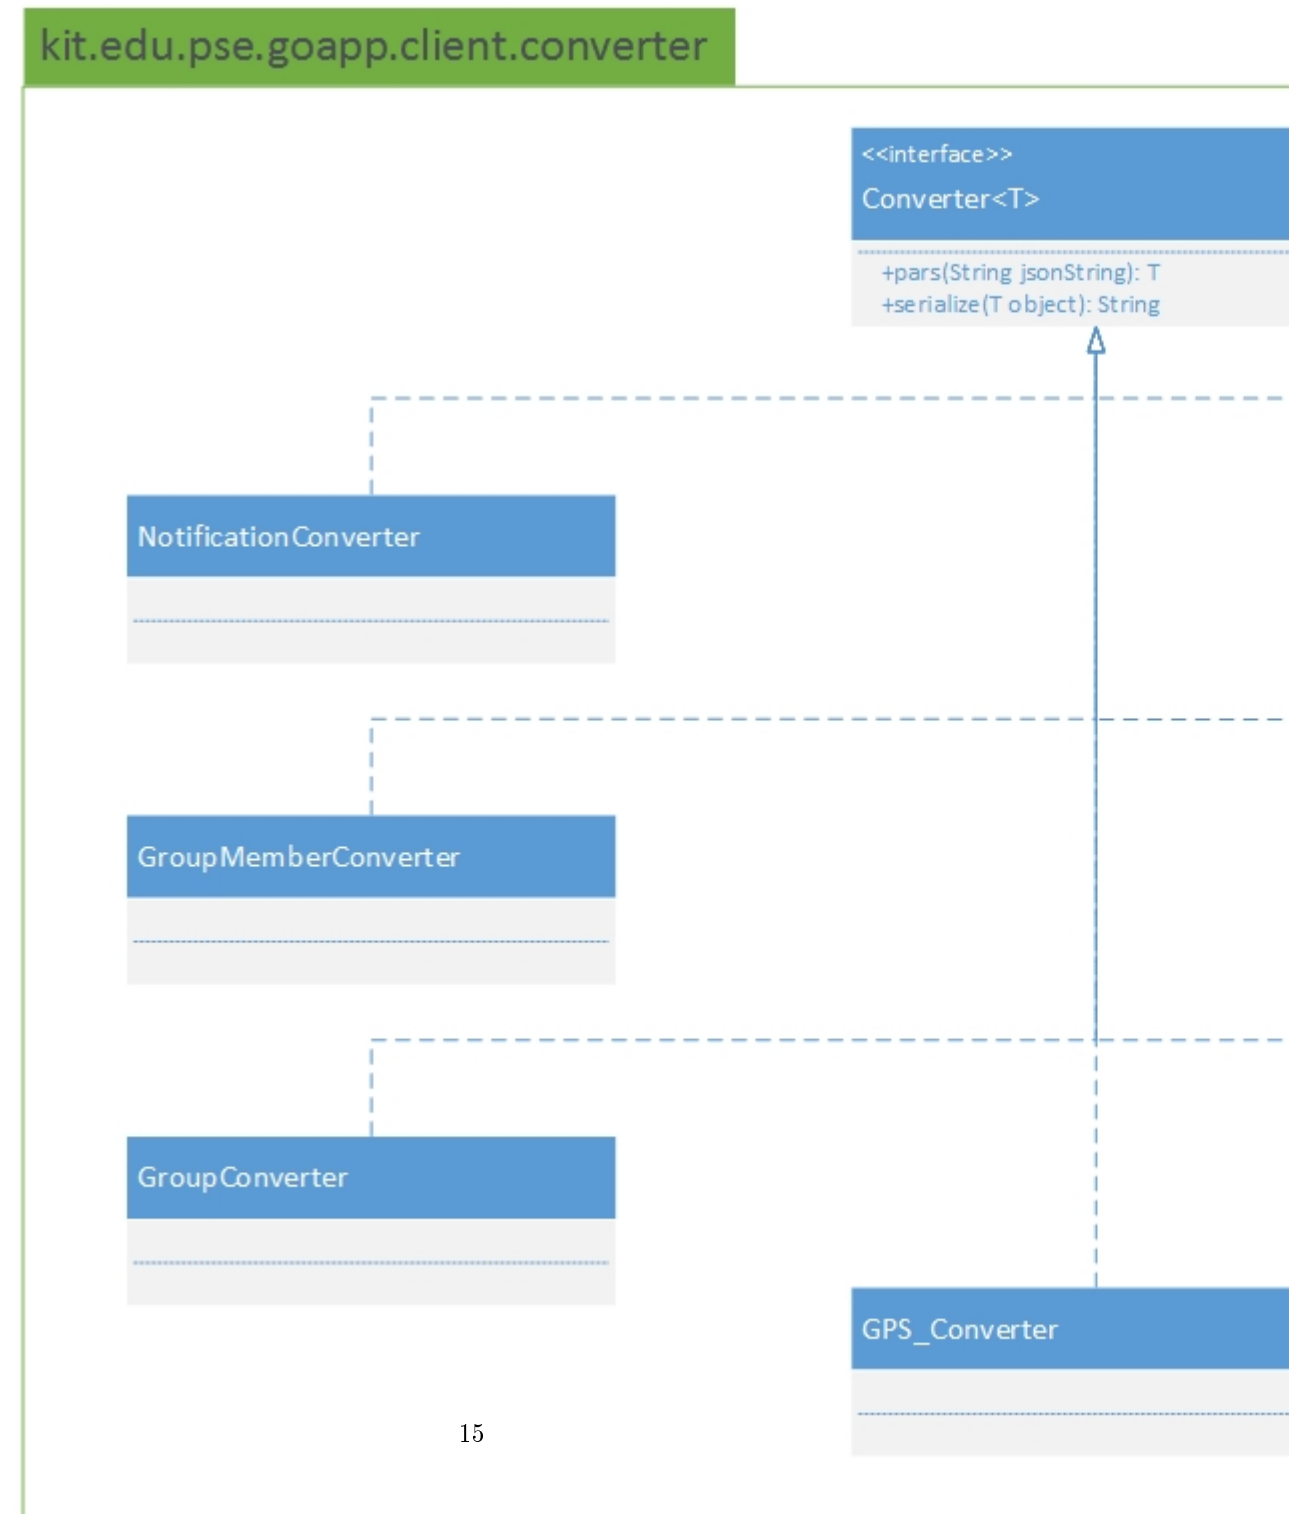 kit.edu.pse.goapp.client.converter
<<interface>>
Converter<T>
+pars(String jsonString): T
+serialize(T object): String
NotificationConverter
GroupMemberConverter
GroupConverter
GPS_Converter
15